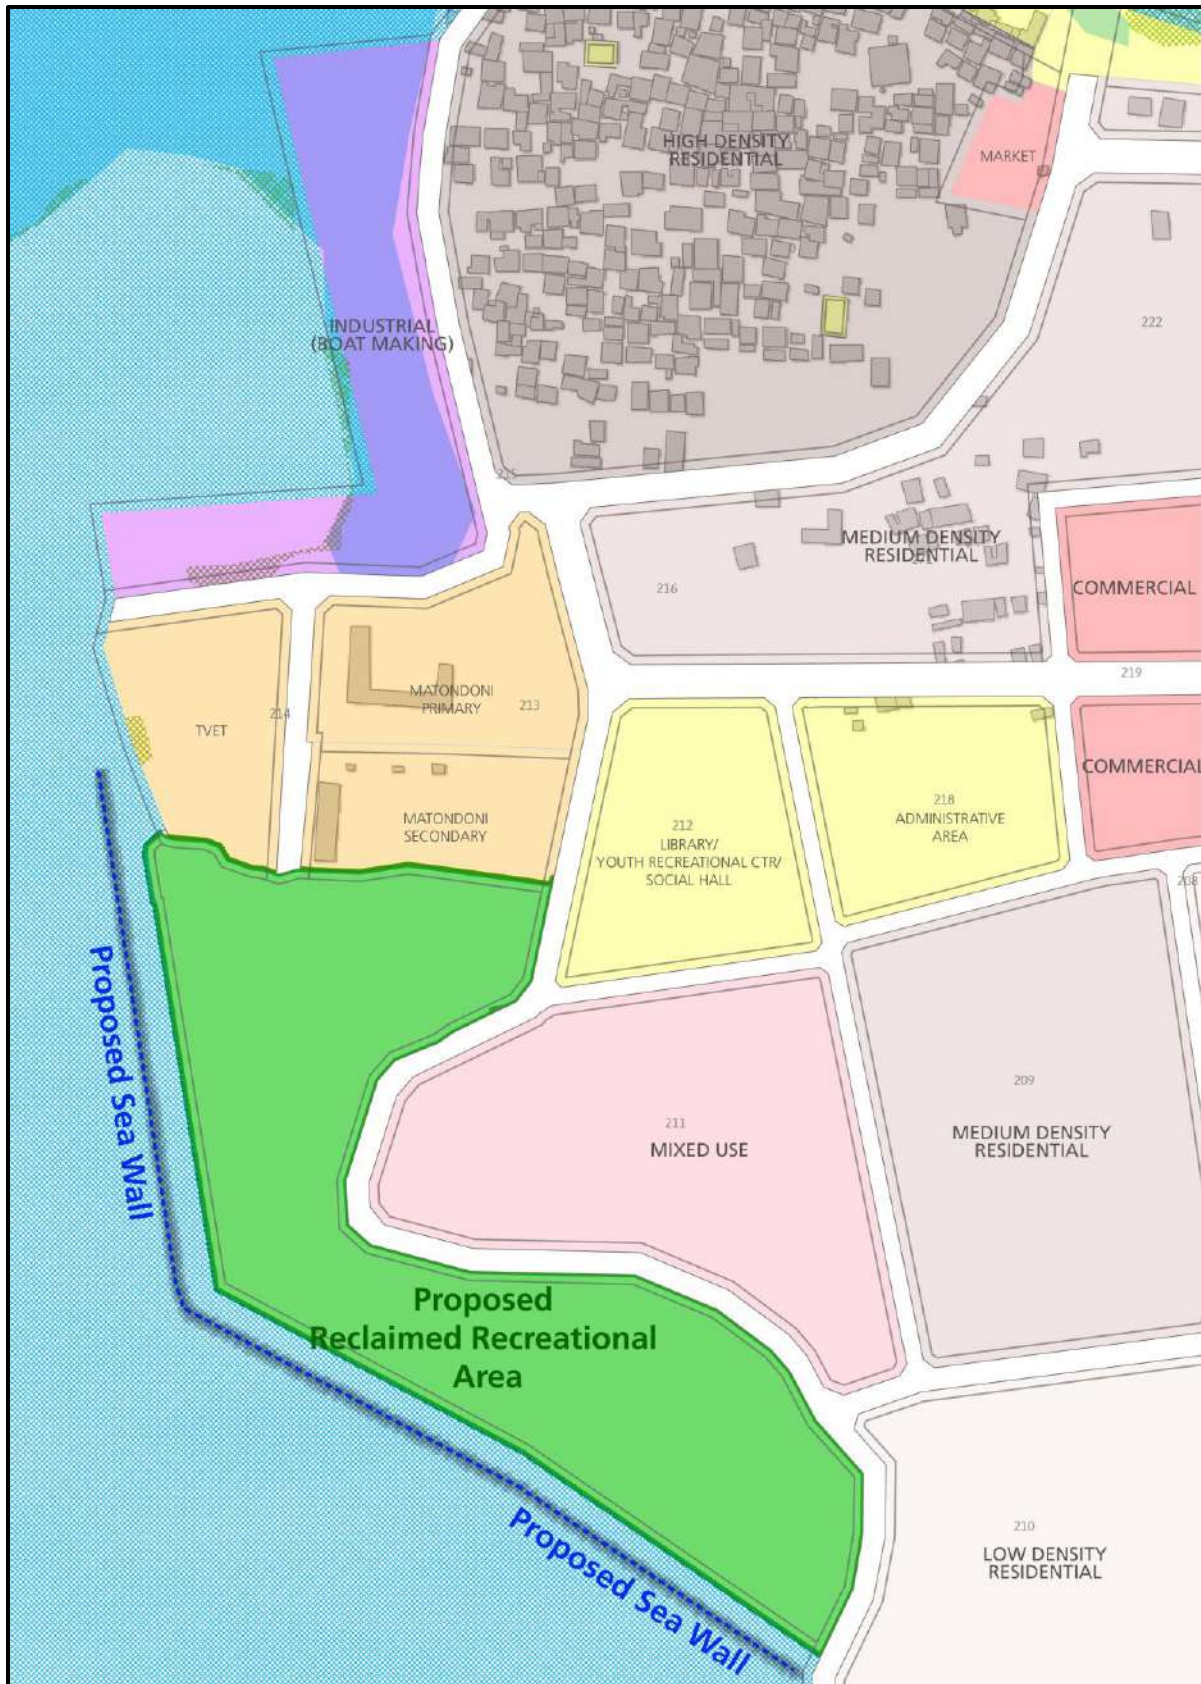 HIGH DENSITY
RESIDENTIAL
MARKET
222
INDUSTRIAL
(BOAT MAKING)
MEDIUM DENSITY
RESIDENTIAL
216
COMMERCIAL
219
MATONDONI
PRIMARY
213
214
TVET
COMMERCIAL
MATONDONI
SECONDARY
212
LIBRARY/
YOUTH RECREATIONAL CTR/
SOCIAL HALL
218
ADMINISTRATIVE
AREA
208
Proposed Sea Wall
209
MEDIUM DENSITY
RESIDENTIAL
211
MIXED USE
Proposed
Reclaimed Recreational
Area
Proposed Sea Wall
210
LOW DENSITY
RESIDENTIAL